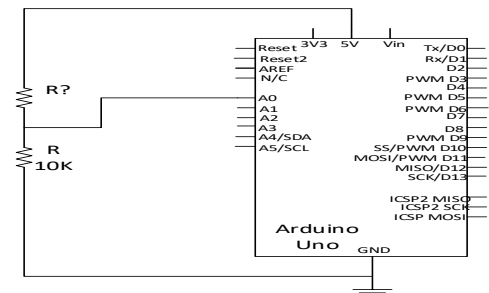 3V3 5V Vin
Reset
Reset2
AREF
N/C
A0
A1
A2
A3
A4/SDA
A5/SCL
Tx/D0
Rx/D1
D2
PWM D3
D4
PWM D5
PWM D6
D7
D8
PWM D9
SS/PWM D10
MOSI/PWM D11
MISO/D12
SCK/D13
ICSP2 MISO
ICSP2 SCK
ICSP MOSI
R?
R
10K
Arduino
Uno
GND